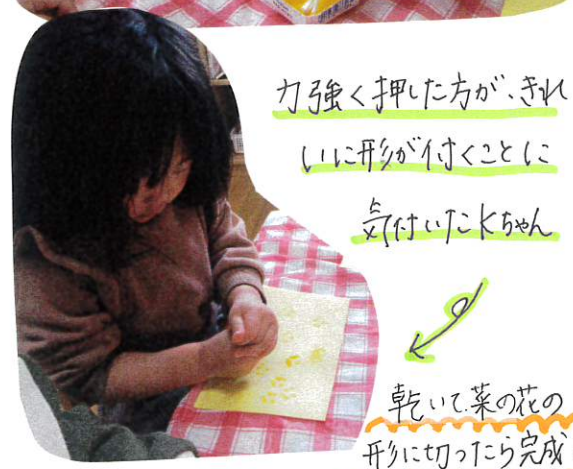 力強く押した方が、きれ
いに形が付くことに
気付いたKちゃん
乾いて、菜の花の
形に切ったら完成